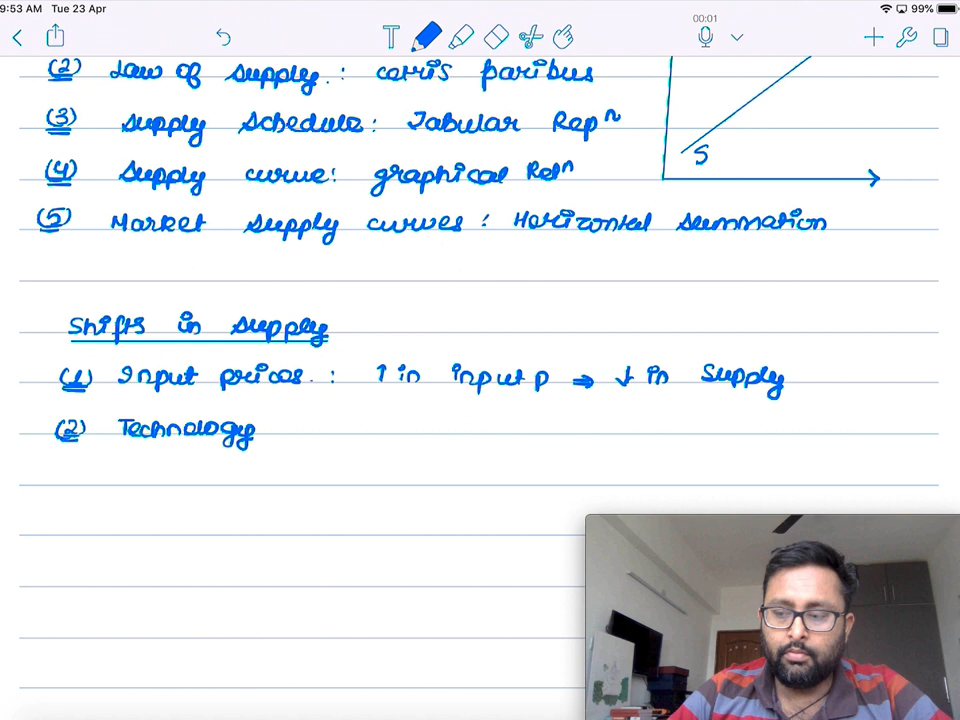 9:53 AM Tue 23 Apr
99%
00:01
T
(2) Law of supply : cetris paribus
(3) supply schedule: Tabular Repⁿ
(4) supply curve: graphical Repⁿ
S
(5) Market supply curves : Horizontal summation
Shifts in supply
(1) Input prices : ↑ in input p ⇒ ↓ in supply
(2) Technology